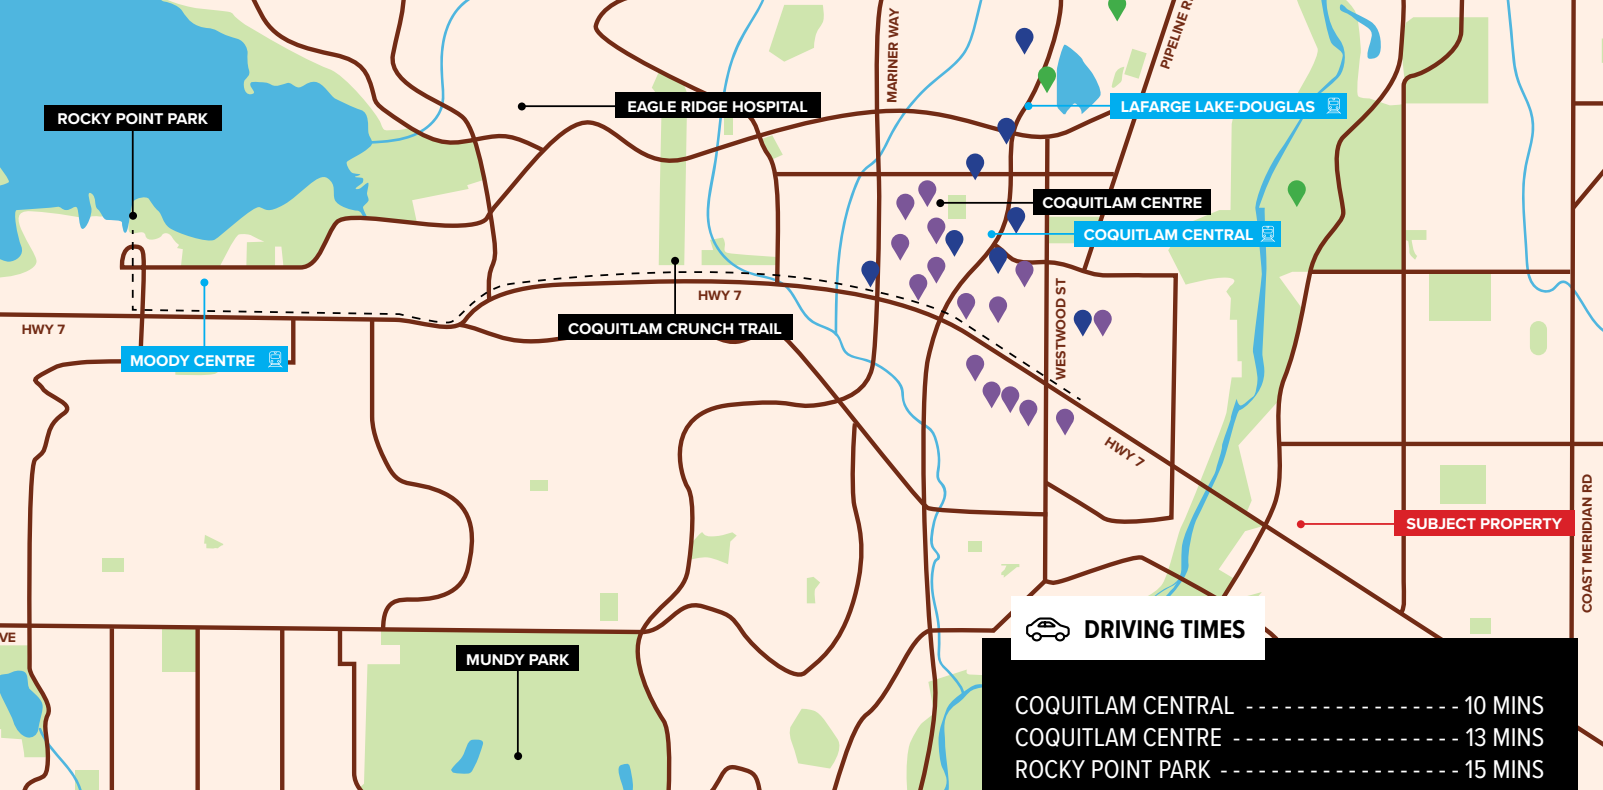 MARINER WAY
PIPELINE R
EAGLE RIDGE HOSPITAL
LAFARGE LAKE-DOUGLAS
ROCKY POINT PARK
COQUITLAM CENTRE
COQUITLAM CENTRAL
HWY 7
WESTWOOD ST
HWY 7
COQUITLAM CRUNCH TRAIL
MOODY CENTRE
HWY 7
COAST MERIDIAN RD
SUBJECT PROPERTY
VE
MUNDY PARK
DRIVING TIMES
COQUITLAM CENTRAL - - - - - - - - - - - - - - - - - 10 MINS
COQUITLAM CENTRE - - - - - - - - - - - - - - - - - - 13 MINS
ROCKY POINT PARK - - - - - - - - - - - - - - - - - - - 15 MINS